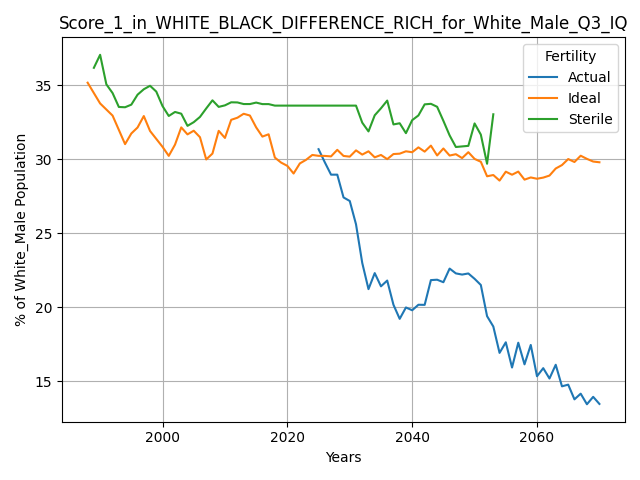 Score_1_in_WHITE_BLACK_DIFFERENCE_RICH_for_White_Male_Q3_IQ
Fertility
Actual
Ideal
Sterile
% of White_Male Population
35
30
25
20
15
2000
2020
2040
2060
Years